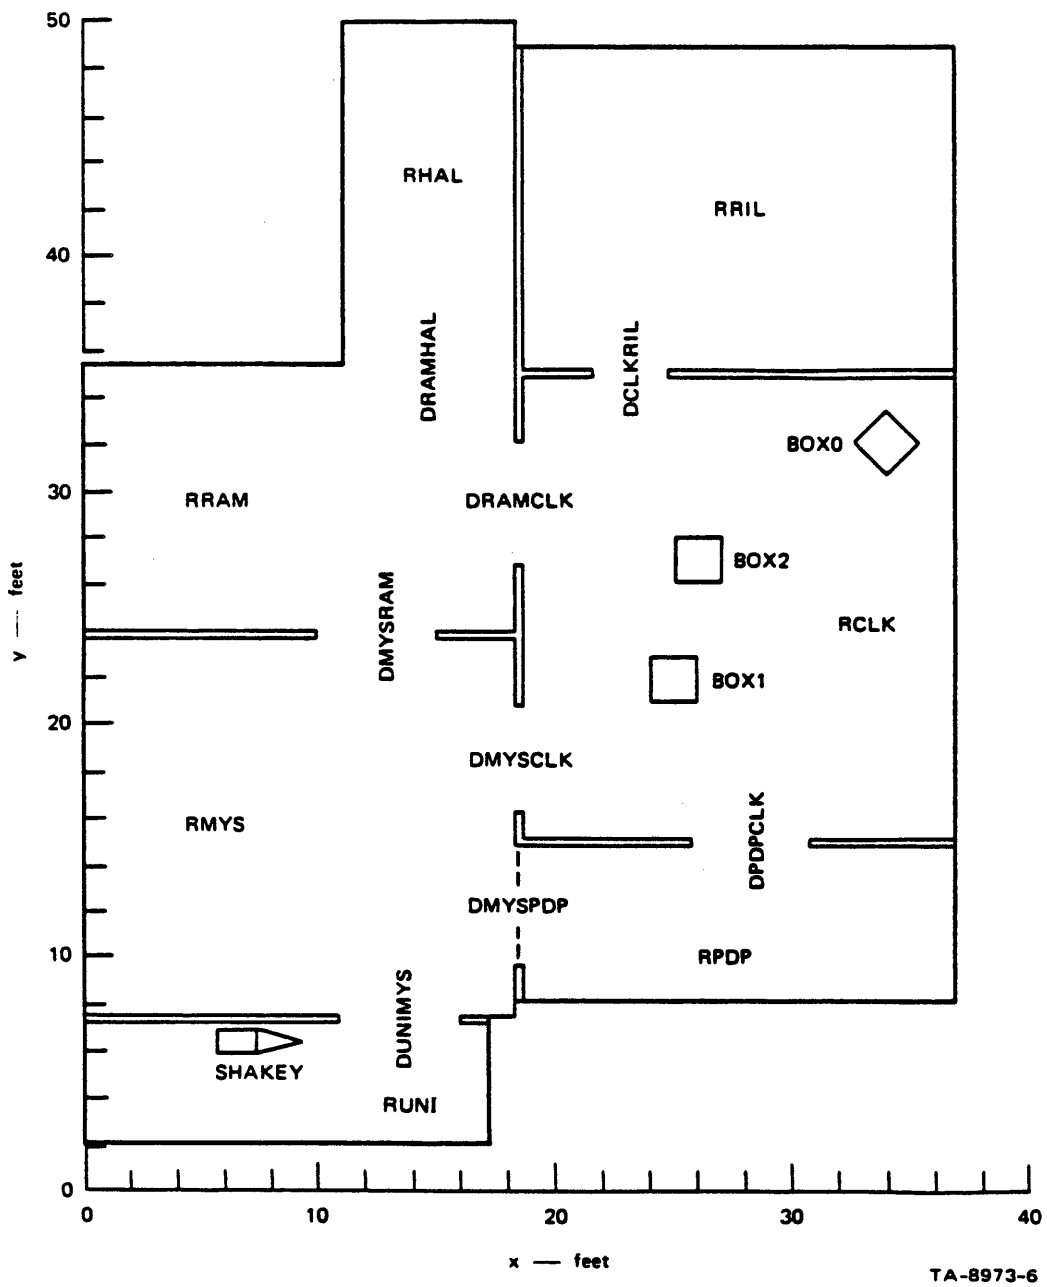 50
RHAL
RRIL
40
DRAMHAL
DCLKRIL
BOX0
30
RRAM
DRAMCLK
BOX2
y — feet
DMYSRAM
RCLK
BOX1
20
DMYSCLK
RMYS
DPDPCLK
DMYSPDP
10
RPDP
DUNIMYS
SHAKEY
RUNI
0
0 10 20 30 40
x — feet
TA-8973-6